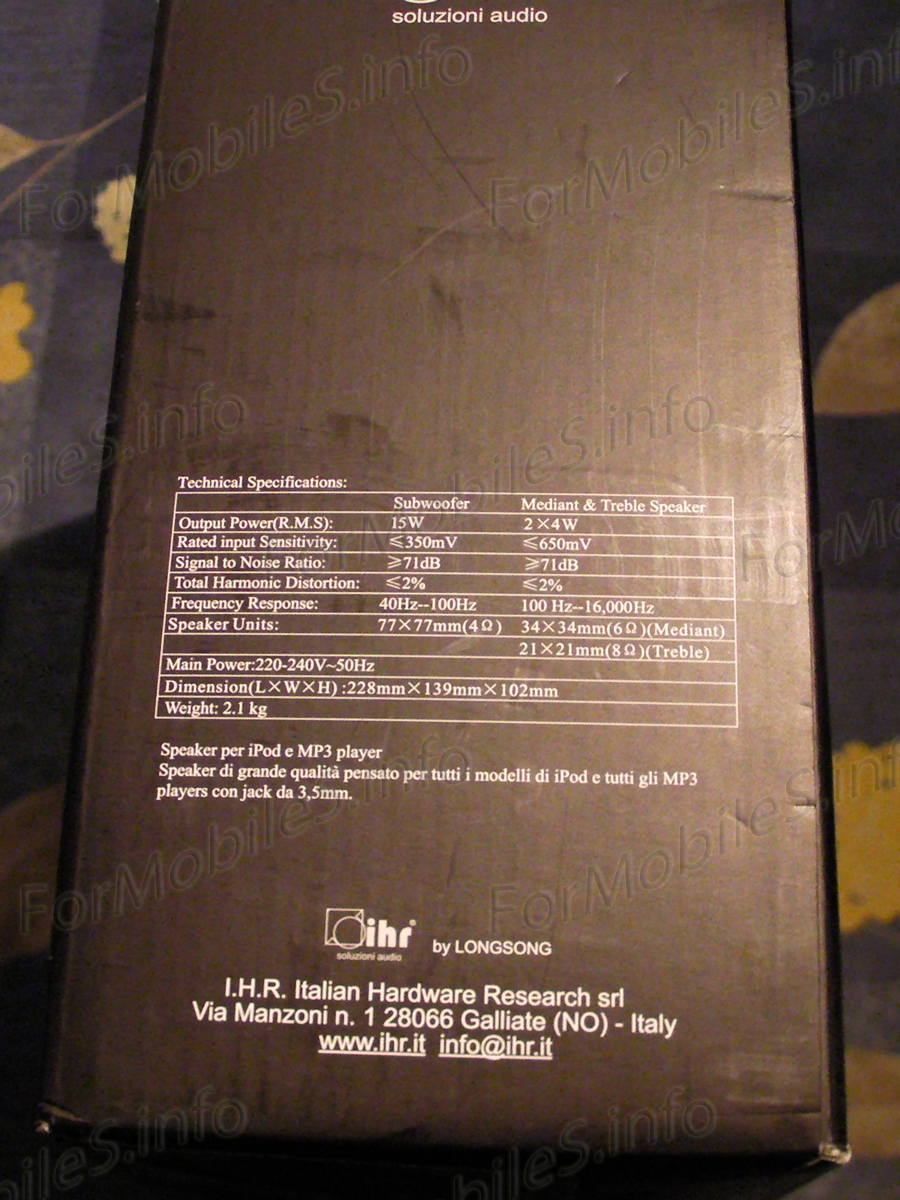 soluzioni audio
Technical Specifications:
Subwoofer Mediant & Treble Speaker
Output Power(R.M.S): 15W 2×4W
Rated input Sensitivity: ≤350mV ≤650mV
Signal to Noise Ratio: ≥71dB ≥71dB
Total Harmonic Distortion: ≤2% ≤2%
Frequency Response: 40Hz--100Hz 100 Hz--16,000Hz
Speaker Units: 77×77mm(4Ω) 34×34mm(6Ω)(Mediant)
21×21mm(8Ω)(Treble)
Main Power:220-240V~50Hz
Dimension(L×W×H) :228mm×139mm×102mm
Weight: 2.1 kg
Speaker per iPod e MP3 player
Speaker di grande qualità pensato per tutti i modelli di iPod e tutti gli MP3
players con jack da 3,5mm.
ihr® by LONGSONG
soluzioni audio
I.H.R. Italian Hardware Research srl
Via Manzoni n. 1 28066 Galliate (NO) - Italy
www.ihr.it info@ihr.it
ForMobileS.info